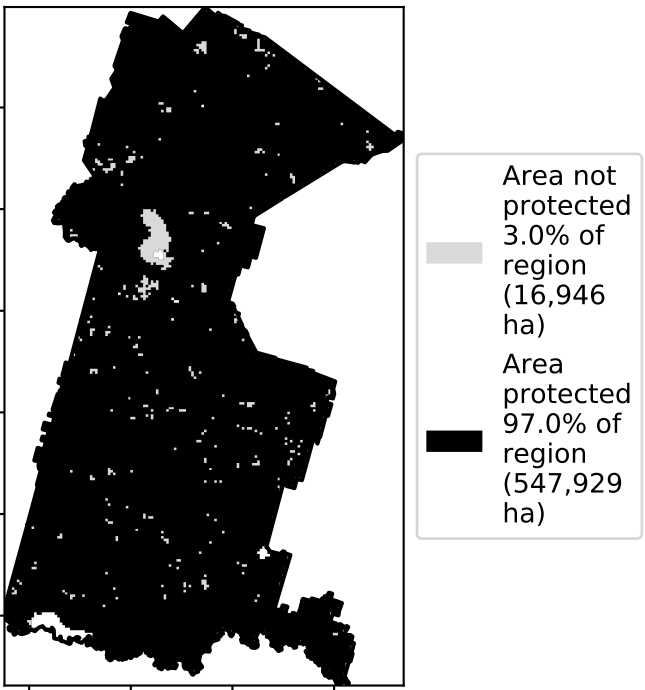 Area not
protected
3.0% of
region
(16,946
ha)
Area
protected
97.0% of
region
(547,929
ha)